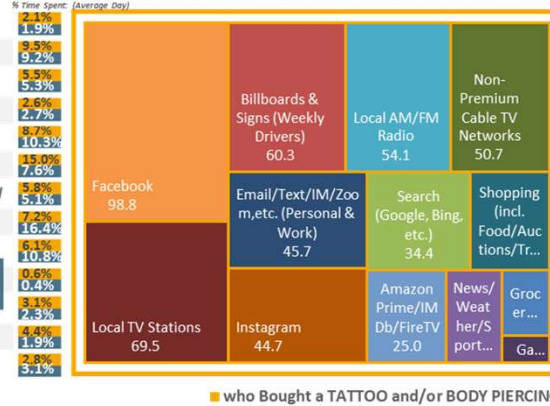 % Time Spent: (Average Day)
2.1%
1.9%
9.5%
9.2%
5.5%
5.3%
2.6%
2.7%
8.7%
10.3%
15.0%
7.6%
5.8%
5.1%
7.2%
16.4%
6.1%
10.8%
0.6%
0.4%
3.1%
2.3%
4.4%
1.9%
2.8%
3.1%
Facebook
98.8
Local TV Stations
69.5
Billboards &
Signs (Weekly
Drivers)
60.3
Local AM/FM
Radio
54.1
Non-
Premium
Cable TV
Networks
50.7
Email/Text/IM/Zoo
m,etc. (Personal &
Work)
45.7
Search
(Google, Bing,
etc.)
34.4
Shopping
(incl.
Food/Auc
tions/Tr...
Instagram
44.7
Amazon
Prime/IM
Db/FireTV
25.0
News/
Weat
her/S
port...
Groc
er...
Ga...
who Bought a TATTOO and/or BODY PIERCIN